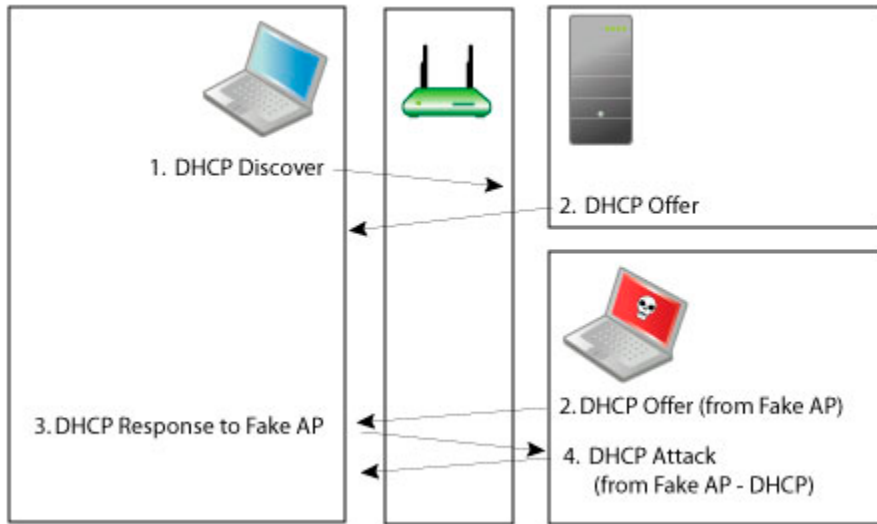 1. DHCP Discover
2. DHCP Offer
2.DHCP Offer (from Fake AP)
3.DHCP Response to Fake AP
4. DHCP Attack
(from Fake AP - DHCP)